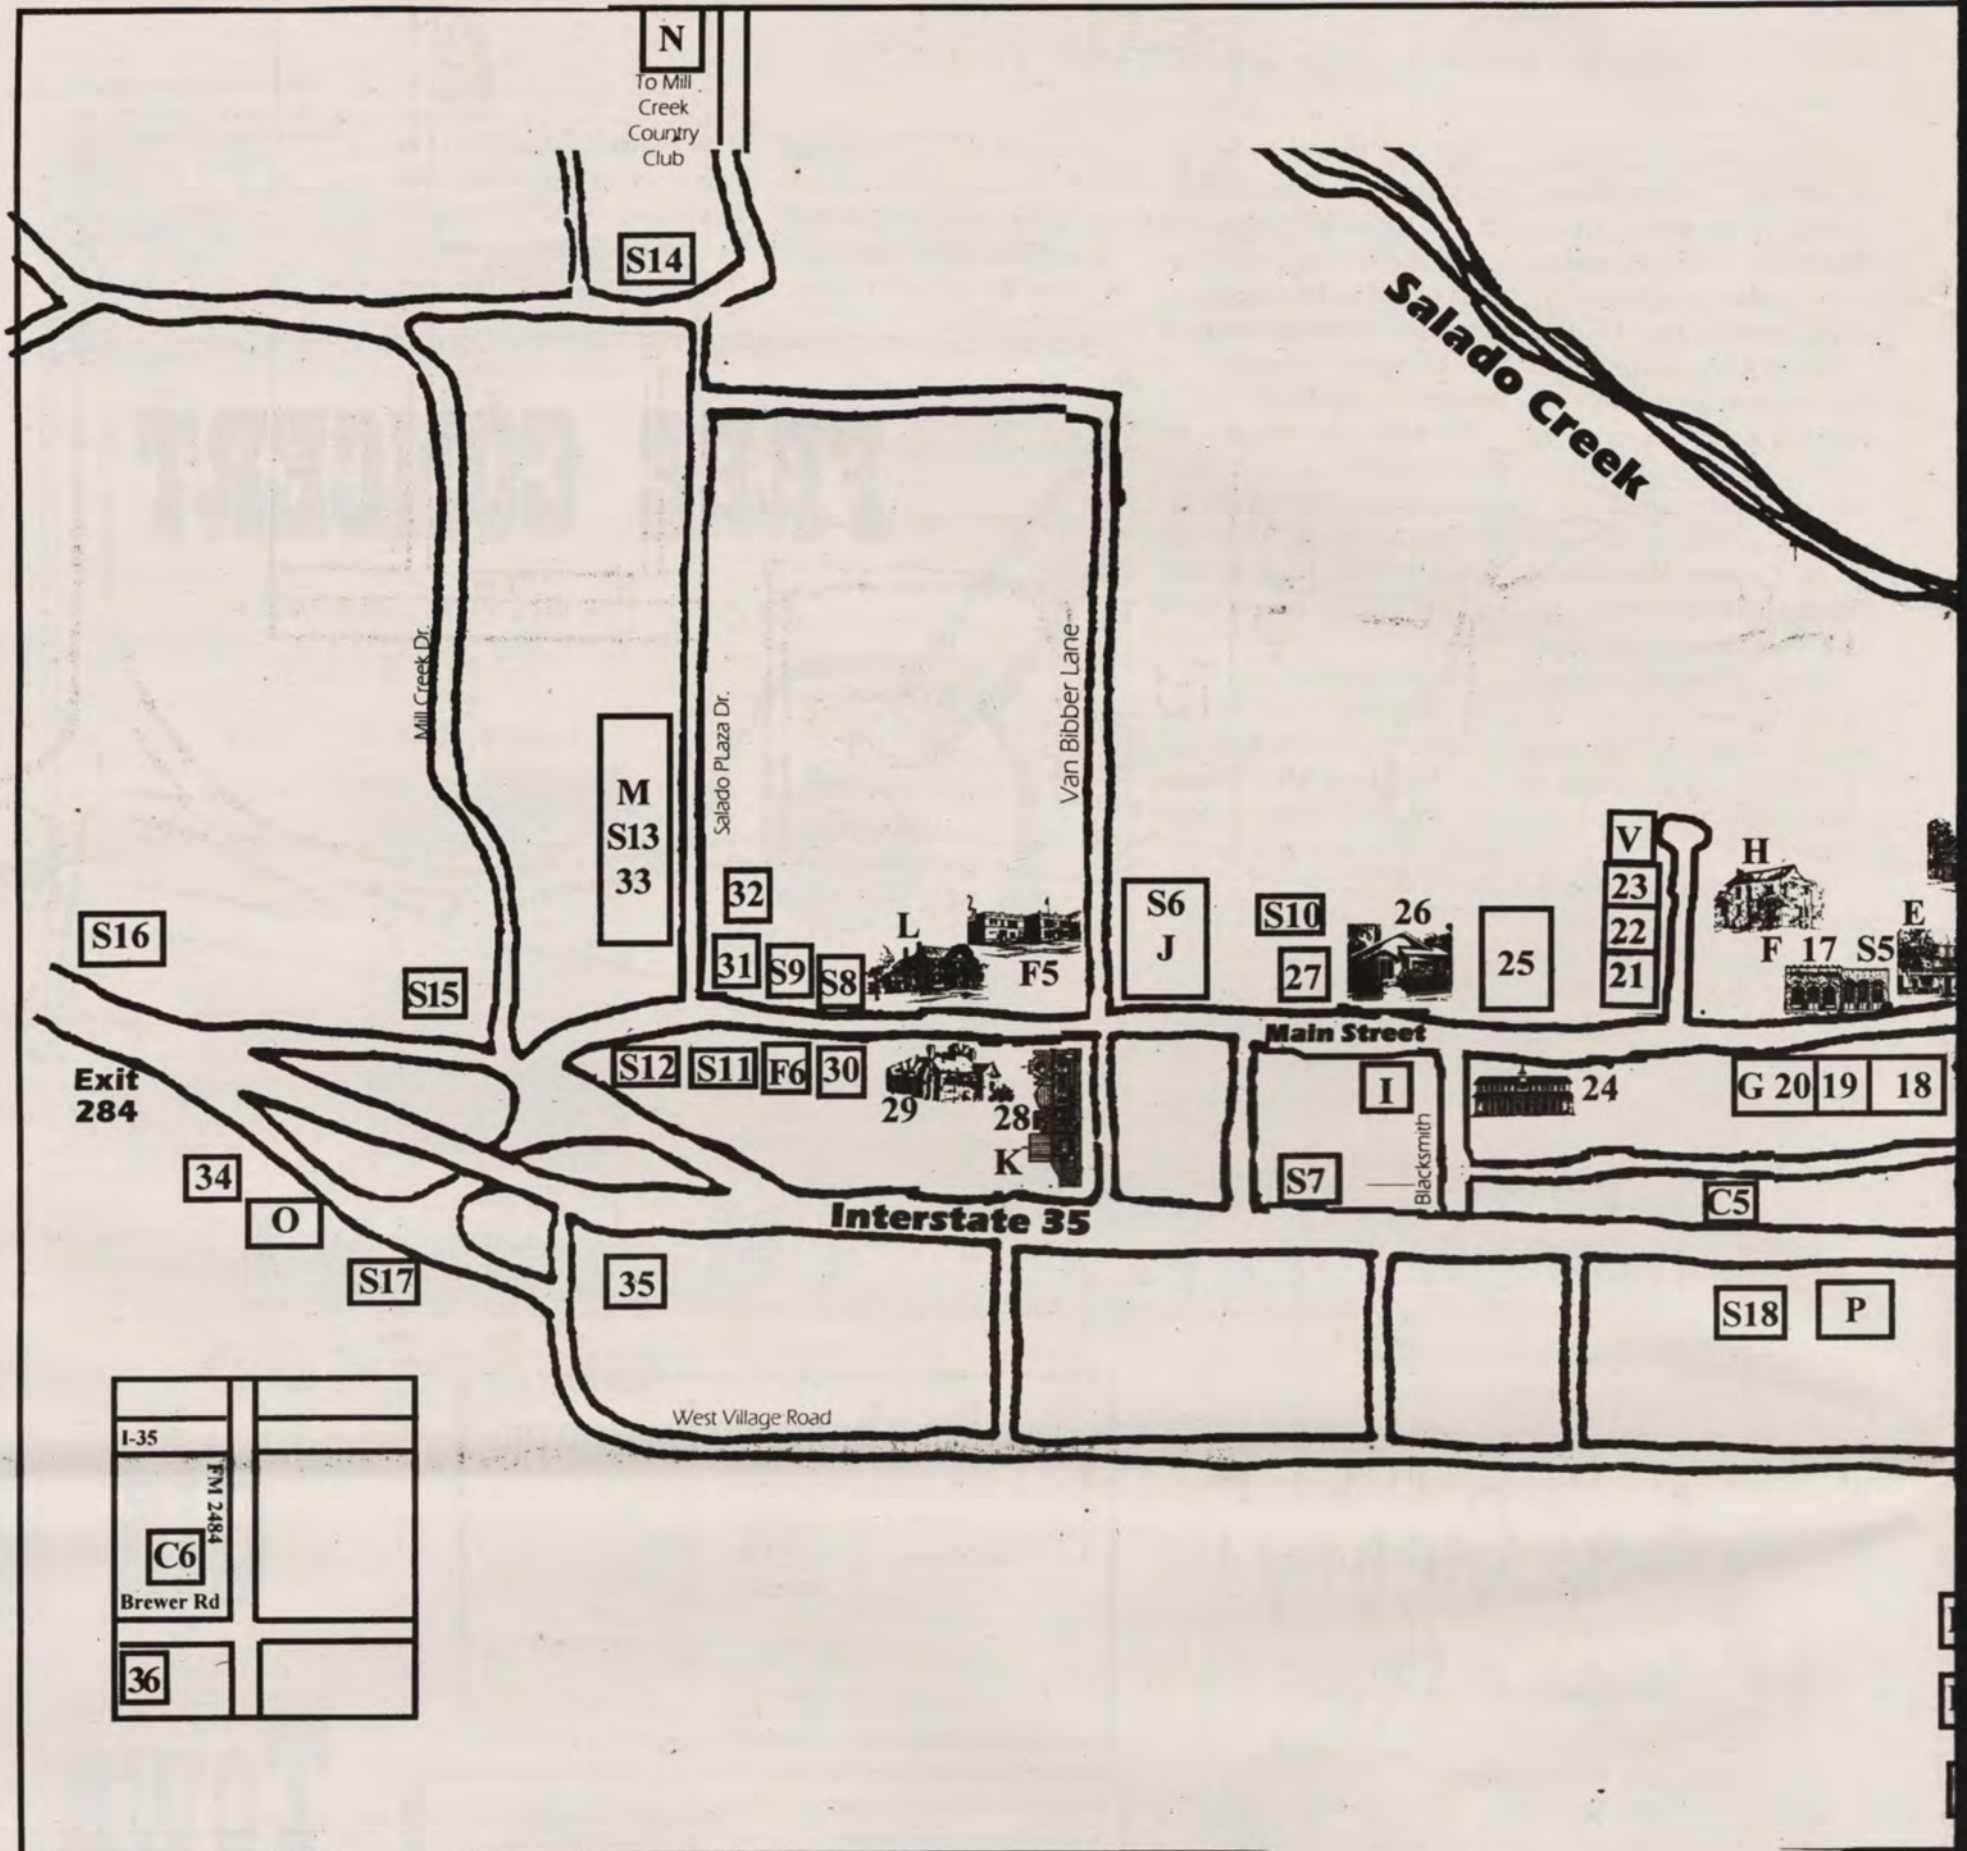 N
To Mill
Creek
Country
Club
S14
Salado Creek
Mill Creek Dr.
Salado PLaza Dr.
Van Bibber Lane
M
S13
33
32
31
S9
S8
L
F5
S6
J
S10
27
26
25
V
23
22
21
H
F 17 S5
E
S16
S15
Main Street
S12
S11
F6
30
29
28
K
I
Blacksmith
24
G 20
19
18
S7
C5
Exit
284
34
O
S17
Interstate 35
35
S18
P
West Village Road
I-35
FM 2484
C6
Brewer Rd
36